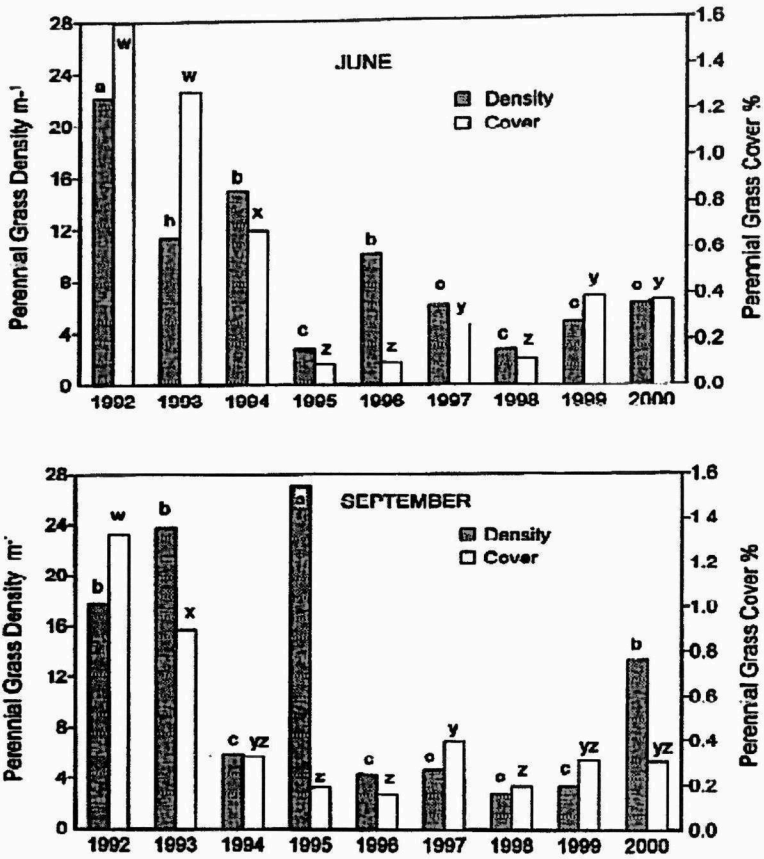 28
24
28
16
12
8
4
0
Perennial Grass Density m-1
JUNE
Density
Cover
1.6
1.4
1.2
1.0
0.8
0.6
0.4
0.2
0.0
Perennial Grass Cover %
a w
h w
b x
c z
b z
c y
c z
c y
c y
1992 1993 1994 1995 1996 1997 1998 1999 2000
28
24
20
16
12
8
4
0
Perennial Grass Density m-
SEPTEMBER
Density
Cover
1.6
1.4
1.2
1.0
0.8
0.6
0.4
0.2
0.0
Perennial Grass Cover %
b w
b x
c yz
a z
c z
c y
c z
c yz
b yz
1992 1993 1994 1995 1996 1997 1998 1999 2000